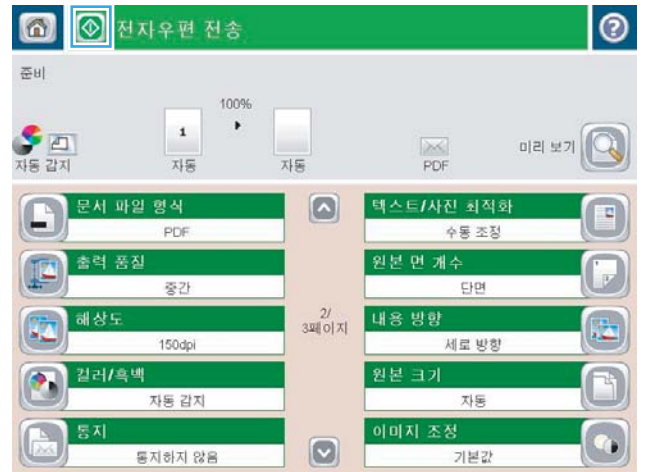 전자우편 전송
?
준비
100%
1
자동 감지
자동
자동
PDF
미리 보기
문서 파일 형식
PDF
텍스트/사진 최적화
수동 조정
출력 품질
중간
원본 면 개수
단면
해상도
150dpi
2/
3페이지
내용 방향
세로 방향
컬러/흑백
자동 감지
원본 크기
자동
통지
통지하지 않음
이미지 조정
기본값